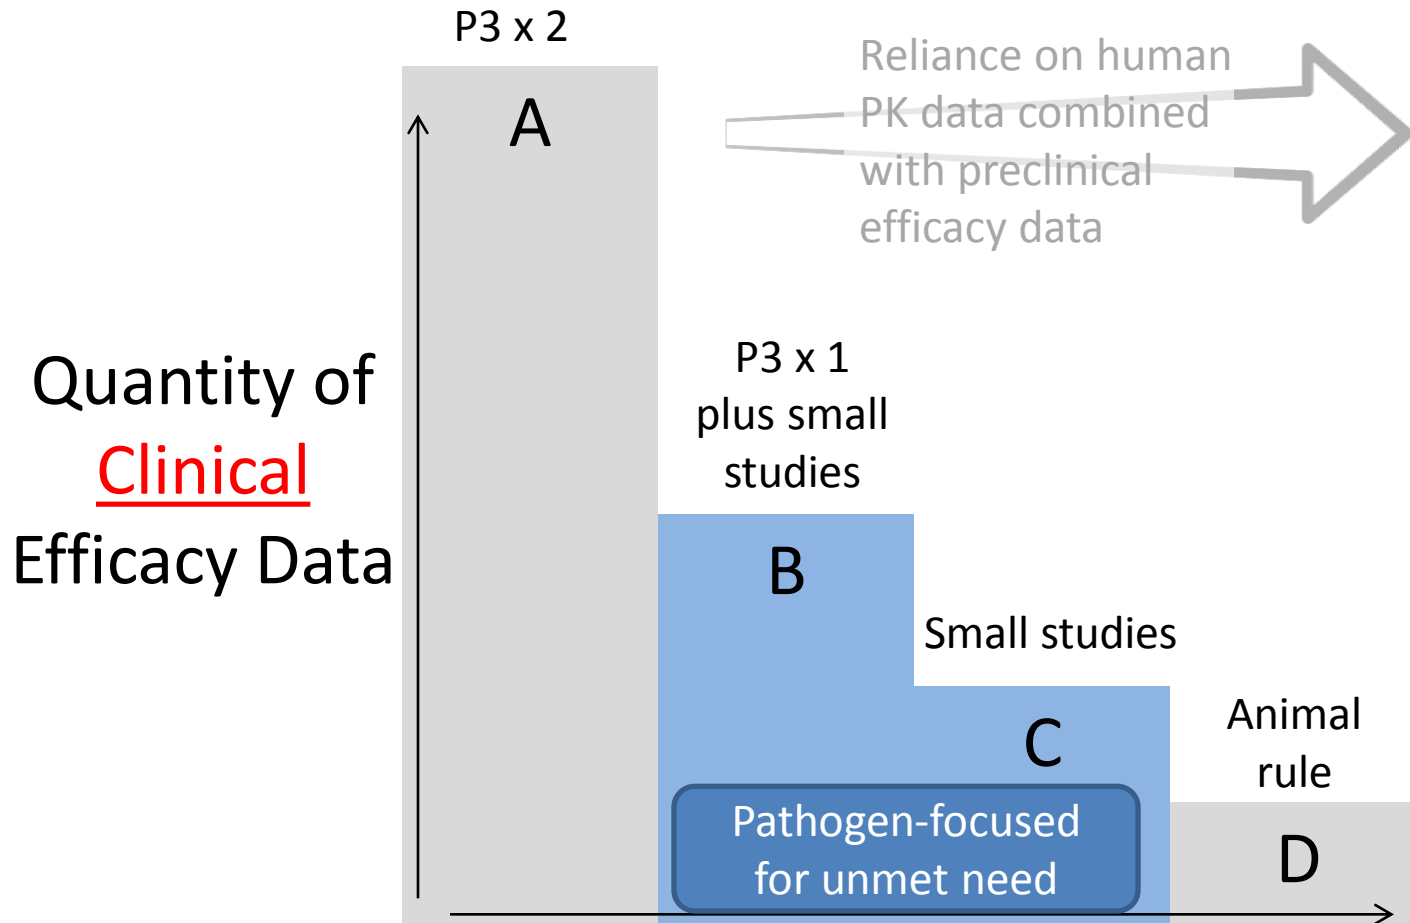 P3 x 2
A
Reliance on human
PK data combined
with preclinical
efficacy data
Quantity of
Clinical
Efficacy Data
P3 x 1
plus small
studies
B
Small studies
C
Animal
rule
D
Pathogen-focused
for unmet need